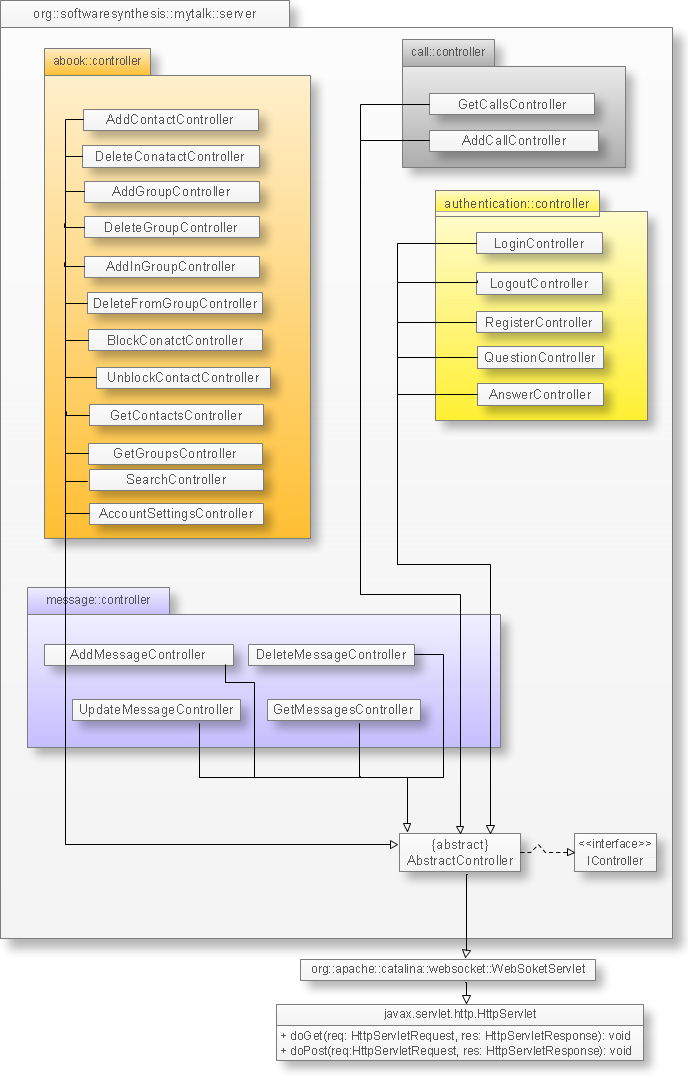 org::softwaresynthesis::mytalk::server
abook::controller
AddContactController
DeleteConatactController
AddGroupController
DeleteGroupController
AddInGroupController
DeleteFromGroupController
BlockConatctController
UnblockContactController
GetContactsController
GetGroupsController
SearchController
AccountSettingsController
call::controller
GetCallsController
AddCallController
authentication::controller
LoginController
LogoutController
RegisterController
QuestionController
AnswerController
message::controller
AddMessageController
DeleteMessageController
UpdateMessageController
GetMessagesController
{abstract}
AbstractController
<<interface>>
IController
org::apache::catalina::websocket::WebSoketServlet
javax.servlet.http.HttpServlet
+ doGet(req: HttpServletRequest, res: HttpServletResponse): void
+ doPost(req:HttpServletRequest, res: HttpServletResponse): void